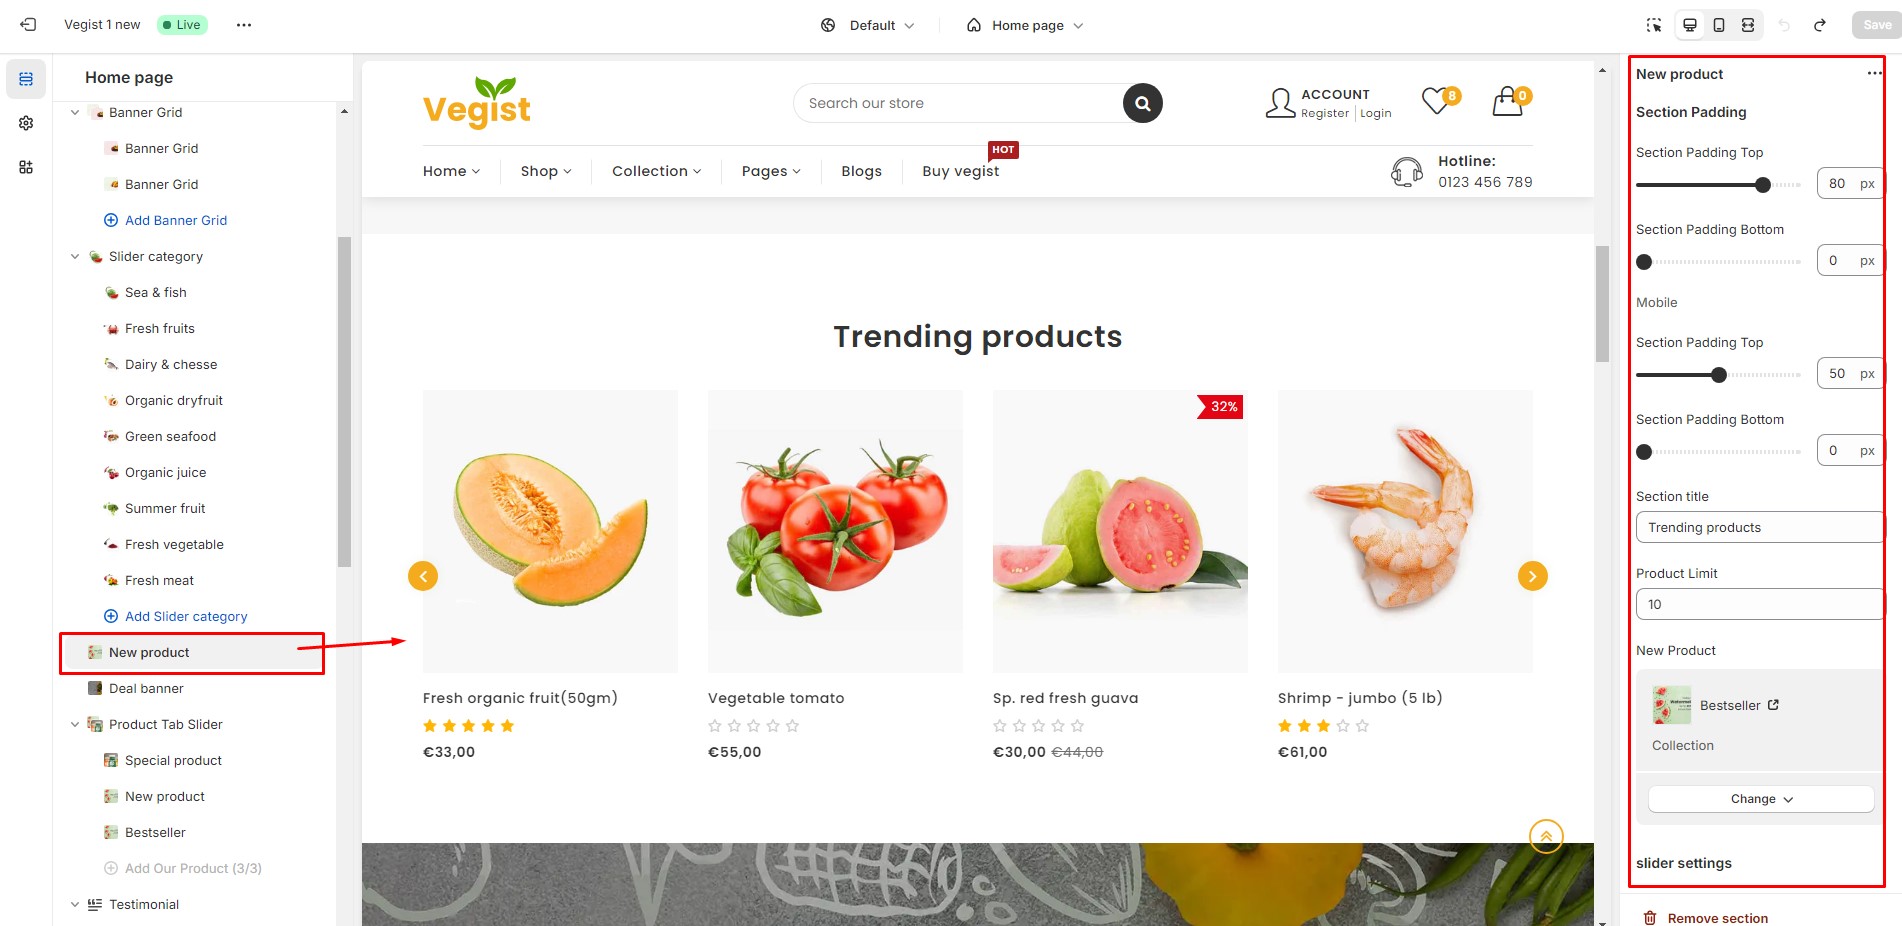 Vegist 1 new
Live
Default
Home page
Save
Home page
Banner Grid
Banner Grid
Banner Grid
Add Banner Grid
Slider category
Sea & fish
Fresh fruits
Dairy & chesse
Organic dryfruit
Green seafood
Organic juice
Summer fruit
Fresh vegetable
Fresh meat
Add Slider category
New product
Deal banner
Product Tab Slider
Special product
New product
Bestseller
Add Our Product (3/3)
Testimonial
Vegist
Search our store
ACCOUNT
Register
Login
8
0
Home
Shop
Collection
Pages
Blogs
Buy vegist
HOT
Hotline:
0123 456 789
Trending products
32%
Fresh organic fruit(50gm)
€33,00
Vegetable tomato
€55,00
Sp. red fresh guava
€30,00 €44,00
Shrimp - jumbo (5 lb)
€61,00
New product
Section Padding
Section Padding Top
80 px
Section Padding Bottom
0 px
Mobile
Section Padding Top
50 px
Section Padding Bottom
0 px
Section title
Trending products
Product Limit
10
New Product
Bestseller
Collection
Change
slider settings
Remove section